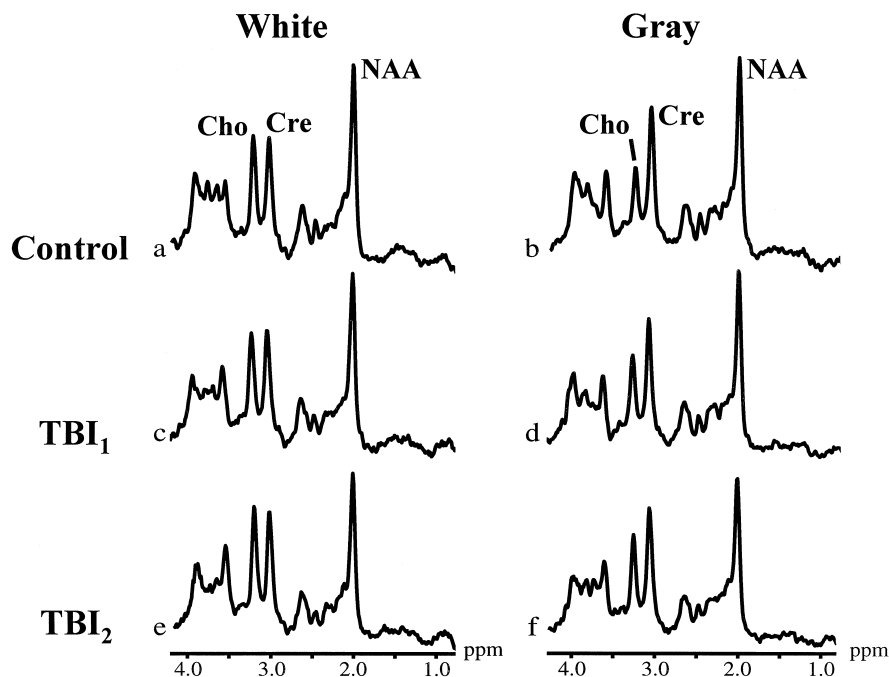 White Gray
NAA NAA
Cho Cre Cho Cre
Control a b
TBI1 c d
TBI2 e f
4.0 3.0 2.0 1.0 ppm 4.0 3.0 2.0 1.0 ppm